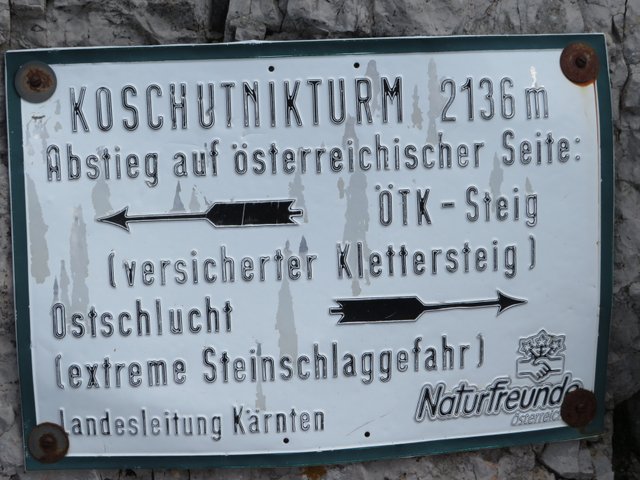 KOSCHUTNIKTURM 2136 m
Abstieg auf österreichischer Seite:
ÖTK-Steig
(versicherter Klettersteig)
Ostschlucht
(extreme Steinschlaggefahr)
Landesleitung Kärnten
Naturfreunde
Österreich